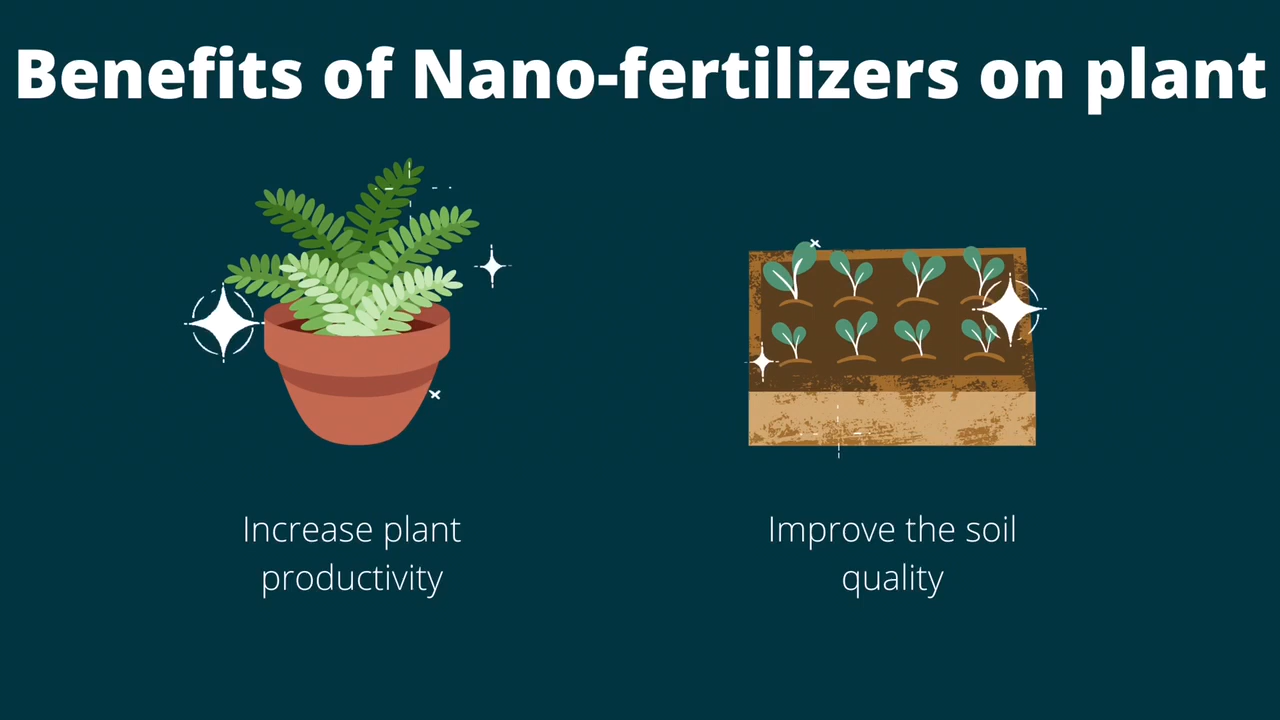 Benefits of Nano-fertilizers on plant
Increase plant
productivity
Improve the soil
quality